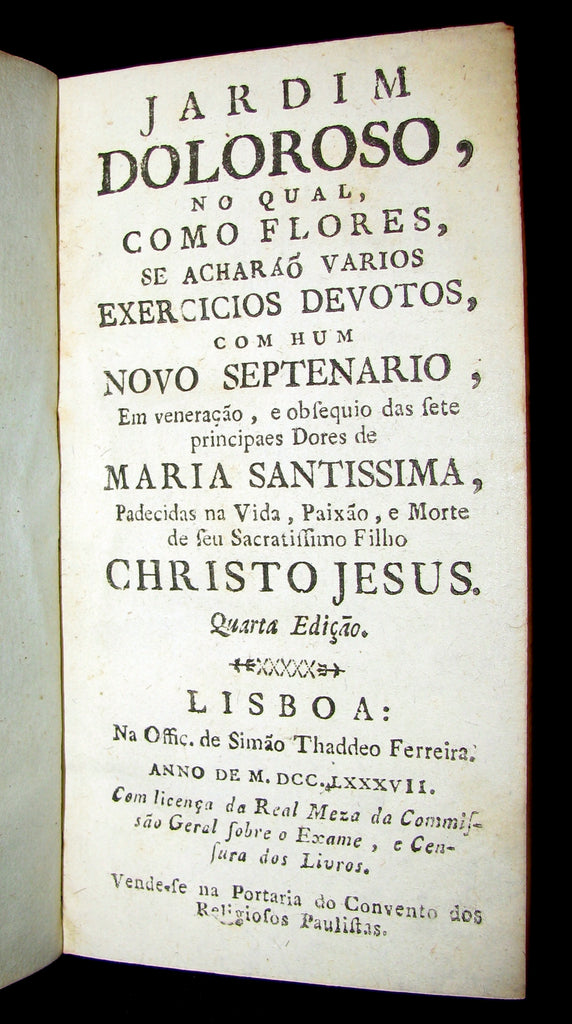 JARDIM
DOLOROSO,
NO QUAL,
COMO FLORES,
SE ACHARÁÕ VARIOS
EXERCICIOS DEVOTOS,
COM HUM
NOVO SEPTENARIO,
Em veneração, e obſequio das ſete
principaes Dores de
MARIA SANTISSIMA,
Padecidas na Vida, Paixão, e Morte
de ſeu Sacratiſſimo Filho
CHRISTO JESUS.
Quarta Edição.
LISBOA:
Na Offic. de Simão Thaddeo Ferreira.
ANNO DE M. DCC. LXXXVII.
Com licença da Real Meza da Commiſ-
são Geral ſobre o Exame, e Cen-
ſura dos Livros.
Vende-ſe na Portaria do Convento dos
Religioſos Pauliſtas.